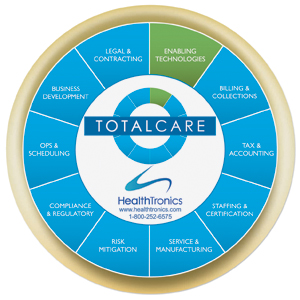 LEGAL &
CONTRACTING
ENABLING
TECHNOLOGIES
BUSINESS
DEVELOPMENT
BILLING &
COLLECTIONS
TOTALCARE
OPS &
SCHEDULING
TAX &
ACCOUNTING
HealthTronics
www.healthtronics.com
1-800-252-6575
COMPLIANCE
& REGULATORY
STAFFING &
CERTIFICATION
RISK
MITIGATION
SERVICE &
MANUFACTURING